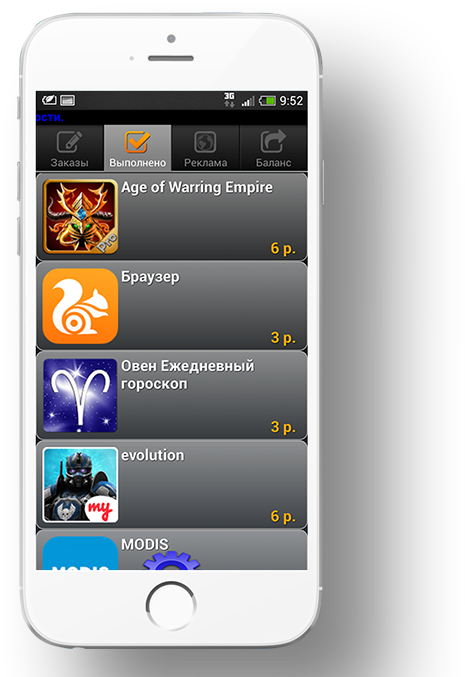 3G 9:52
ости.
Заказы Выполнено Реклама Баланс
Age of Warring Empire
Pro
6 р.
Браузер
3 р.
Овен Ежедневный
гороскоп
3 р.
evolution
my
6 р.
MODIS
MODIS